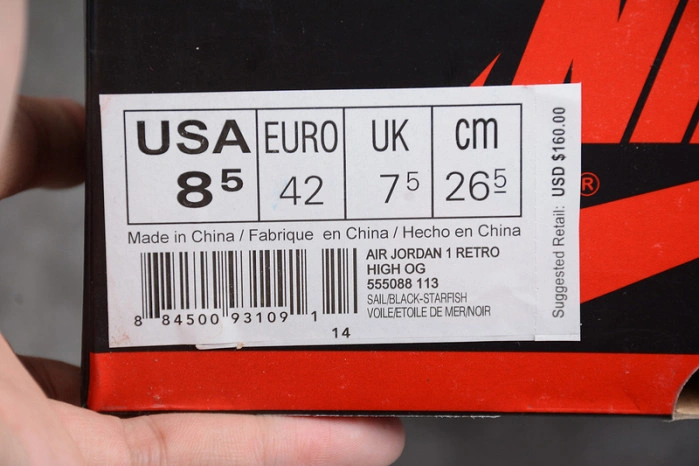 USA EURO UK cm
8⁵ 42 7⁵ 26⁵
Made in China / Fabrique en China / Hecho en China
AIR JORDAN 1 RETRO
HIGH OG
555088 113
SAIL/BLACK-STARFISH
VOILE/ETOILE DE MER/NOIR
8 84500 93109 1
14
Suggested Retail: USD $160.00
®